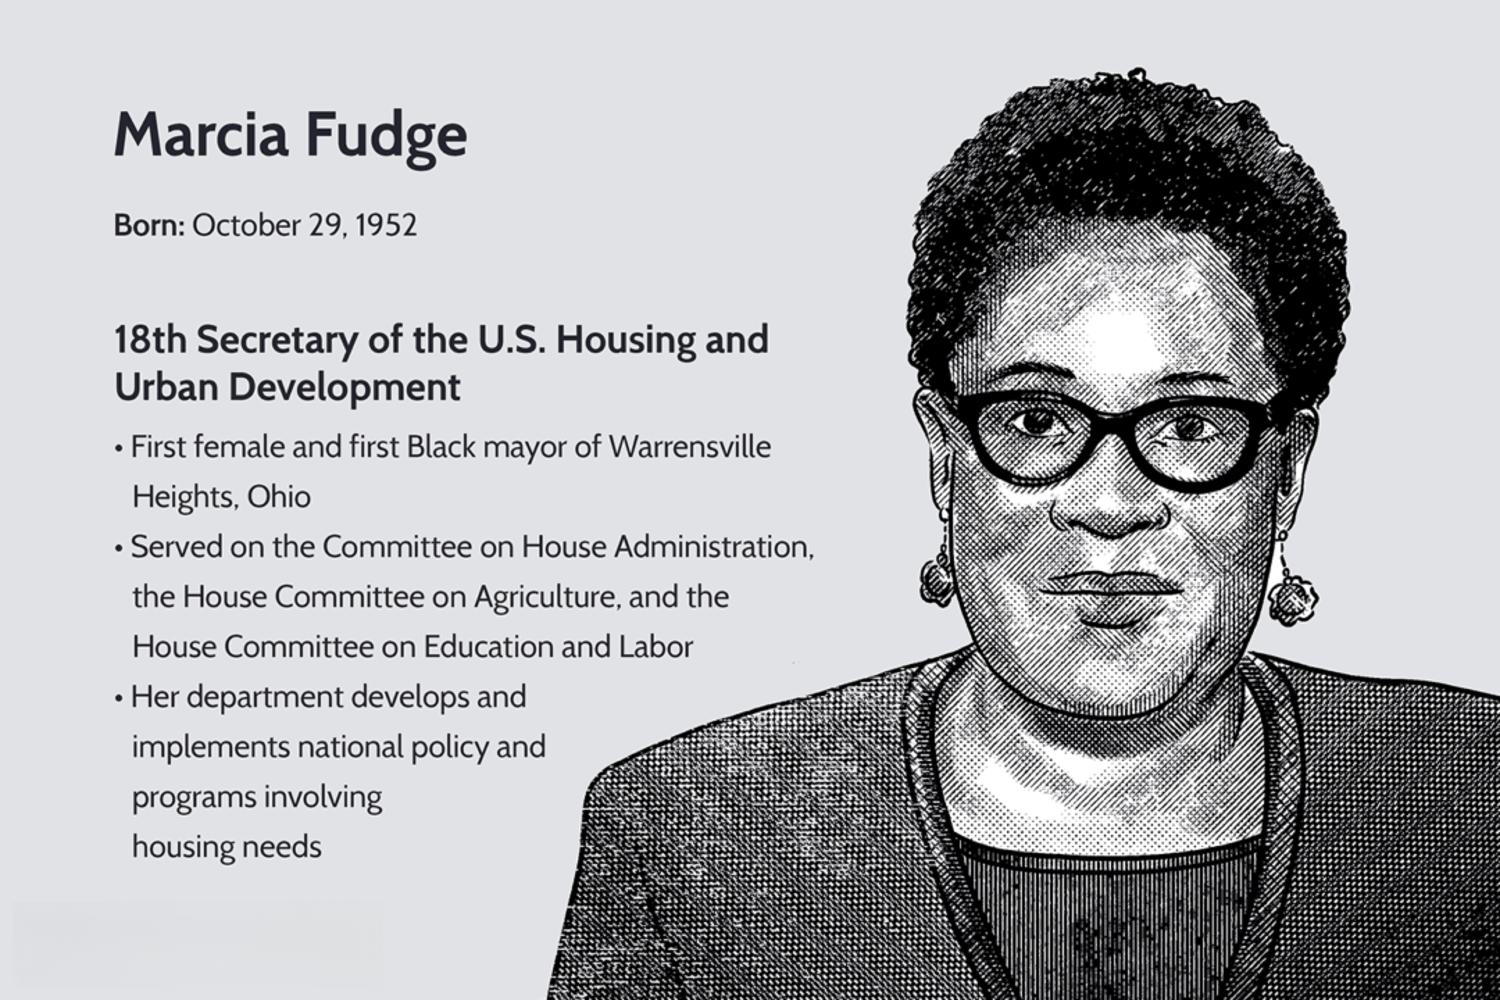 Marcia Fudge
Born: October 29, 1952
18th Secretary of the U.S. Housing and
Urban Development
• First female and first Black mayor of Warrensville
Heights, Ohio
• Served on the Committee on House Administration,
the House Committee on Agriculture, and the
House Committee on Education and Labor
• Her department develops and
implements national policy and
programs involving
housing needs